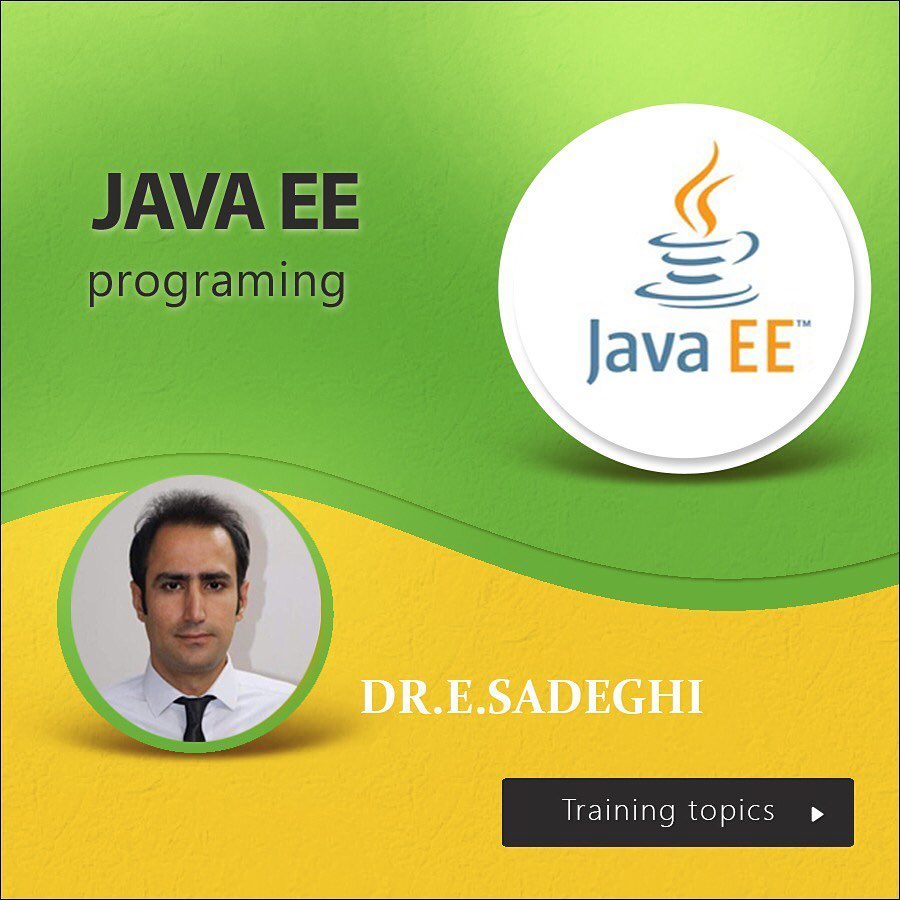 JAVA EE
programing
Java EE™
DR.E.SADEGHI
Training topics